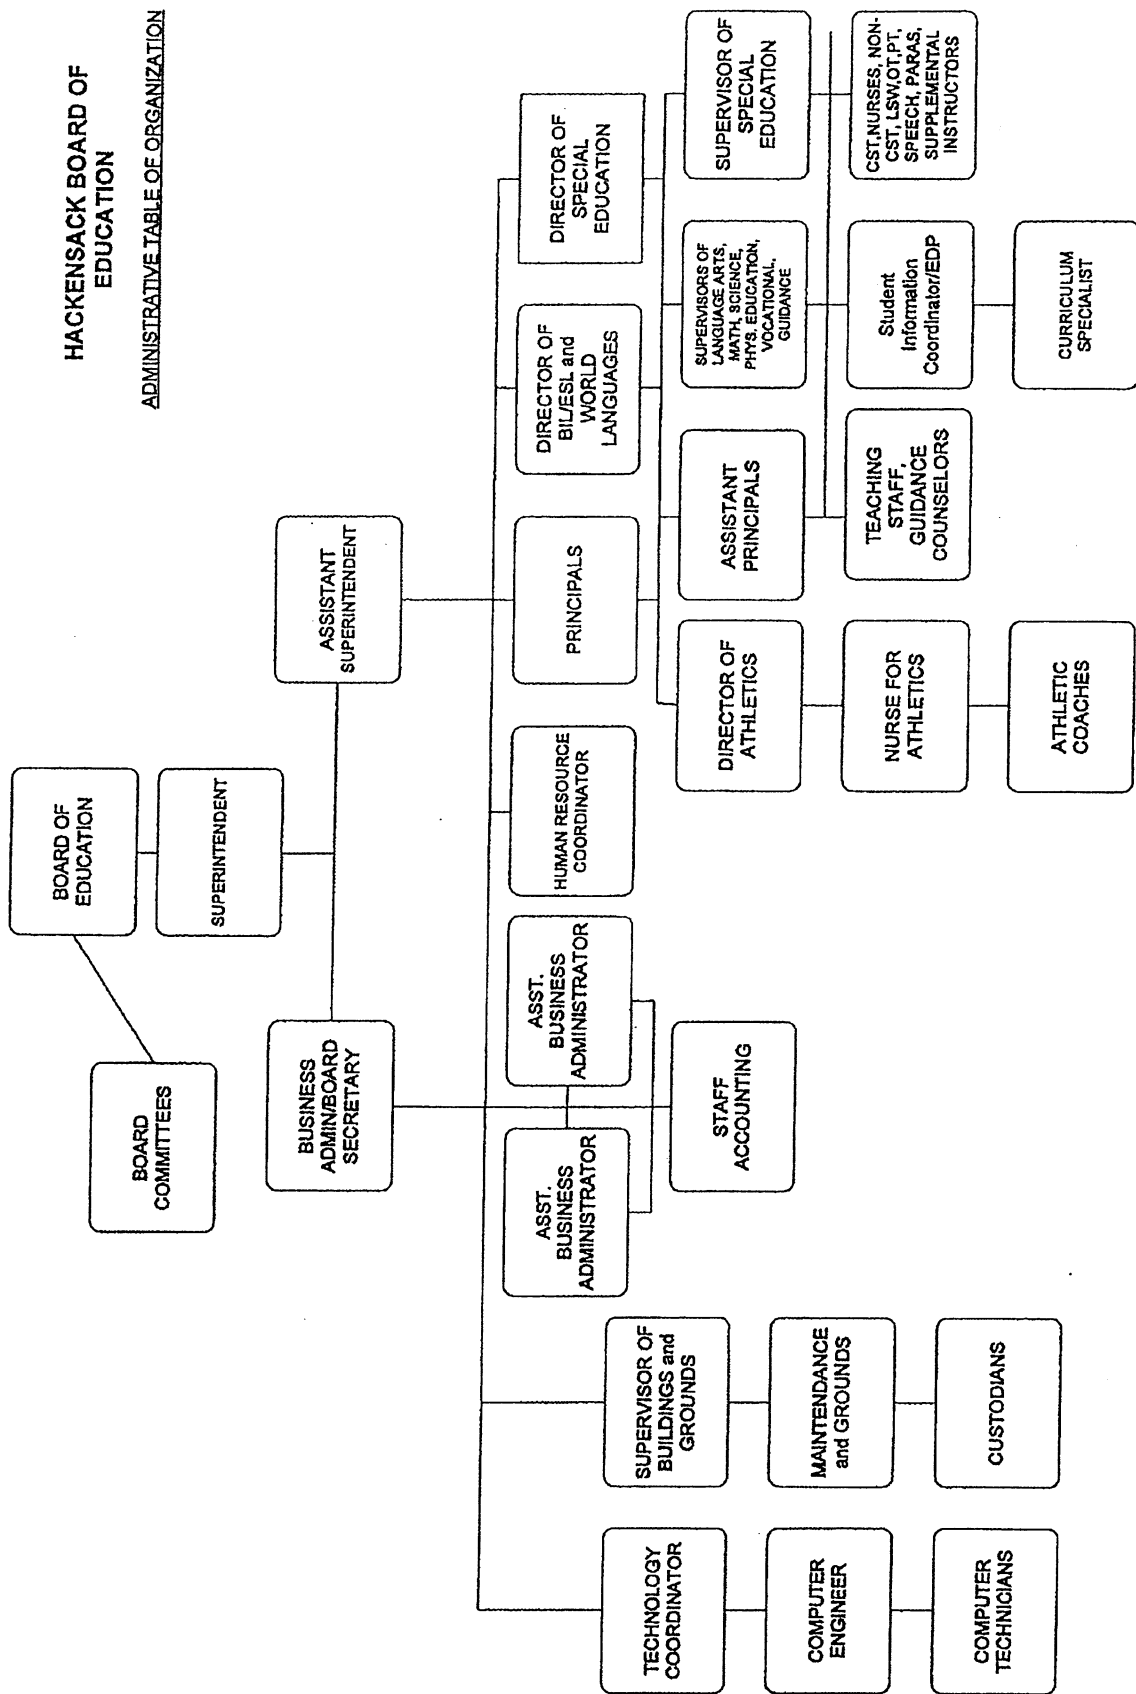 HACKENSACK BOARD OF
EDUCATION
ADMINISTRATIVE TABLE OF ORGANIZATION
BOARD OF
EDUCATION
BOARD
COMMITTEES
SUPERINTENDENT
BUSINESS
ADMIN/BOARD
SECRETARY
ASSISTANT
SUPERINTENDENT
ASST.
BUSINESS
ADMINISTRATOR
ASST.
BUSINESS
ADMINISTRATOR
HUMAN RESOURCE
COORDINATOR
PRINCIPALS
DIRECTOR OF
BIL/ESL and
WORLD
LANGUAGES
DIRECTOR OF
SPECIAL
EDUCATION
TECHNOLOGY
COORDINATOR
SUPERVISOR OF
BUILDINGS and
GROUNDS
STAFF
ACCOUNTING
DIRECTOR OF
ATHLETICS
ASSISTANT
PRINCIPALS
SUPERVISORS OF
LANGUAGE ARTS,
MATH, SCIENCE,
PHYS. EDUCATION,
VOCATIONAL,
GUIDANCE
SUPERVISOR OF
SPECIAL
EDUCATION
COMPUTER
ENGINEER
MAINTENDANCE
and GROUNDS
NURSE FOR
ATHLETICS
TEACHING
STAFF,
GUIDANCE
COUNSELORS
Student
Information
Coordinator/EDP
CST,NURSES, NON-
CST, LSW,OT,PT,
SPEECH, PARAS,
SUPPLEMENTAL
INSTRUCTORS
COMPUTER
TECHNICIANS
CUSTODIANS
ATHLETIC
COACHES
CURRICULUM
SPECIALIST